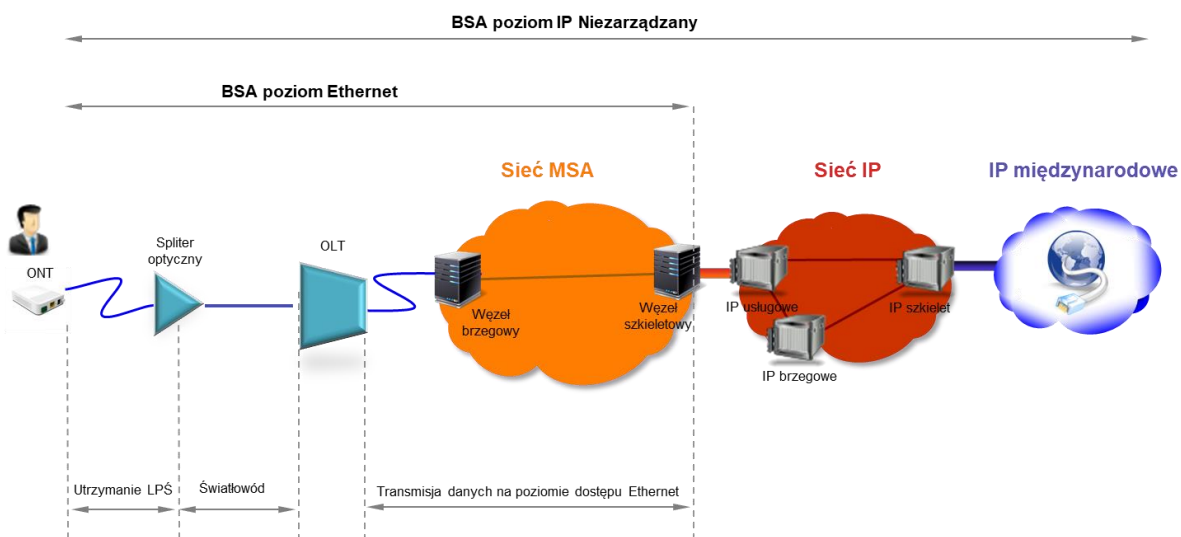 BSA poziom IP Niezarządzany
BSA poziom Ethernet
Sieć MSA
Sieć IP
IP międzynarodowe
ONT
Spliter
optyczny
OLT
Węzeł
brzegowy
Węzeł
szkieletowy
IP usługowe
IP szkielet
IP brzegowe
Utrzymanie LPŚ
Światłowód
Transmisja danych na poziomie dostępu Ethernet